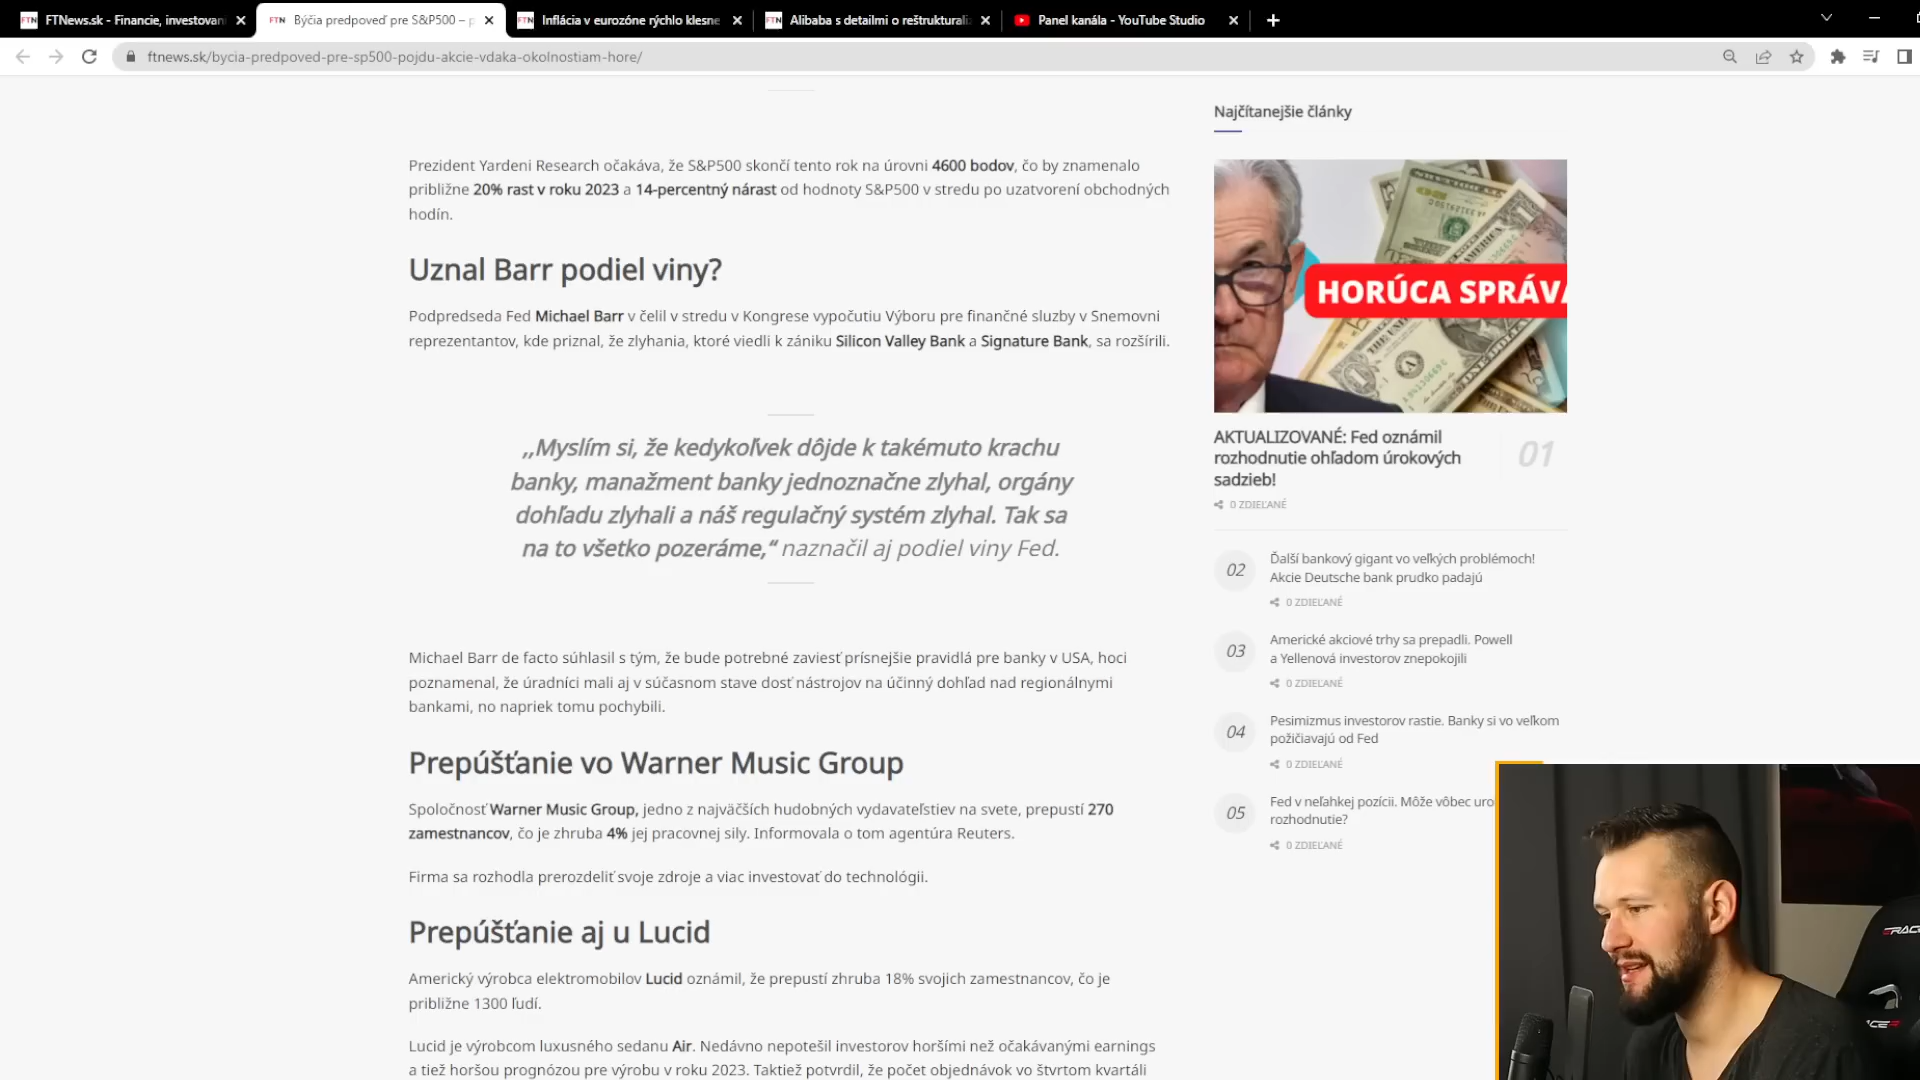 FTNews.sk - Financie, investovani
Býčia predpoveď pre S&P500 – p
Inflácia v eurozóne rýchlo klesne
Alibaba s detailmi o reštrukturali
Panel kanála - YouTube Studio
ftnews.sk/bycia-predpoved-pre-sp500-pojdu-akcie-vdaka-okolnostiam-hore/
Prezident Yardeni Research očakáva, že S&P500 skončí tento rok na úrovni 4600 bodov, čo by znamenalo
približne 20% rast v roku 2023 a 14-percentný nárast od hodnoty S&P500 v stredu po uzatvorení obchodných
hodín.
Uznal Barr podiel viny?
Podpredseda Fed Michael Barr v čelil v stredu v Kongrese vypočutiu Výboru pre finančné sluzby v Snemovni
reprezentantov, kde priznal, že zlyhania, ktoré viedli k zániku Silicon Valley Bank a Signature Bank, sa rozšírili.
,,Myslím si, že kedykoľvek dôjde k takémuto krachu
banky, manažment banky jednoznačne zlyhal, orgány
dohľadu zlyhali a náš regulačný systém zlyhal. Tak sa
na to všetko pozeráme,“ naznačil aj podiel viny Fed.
Michael Barr de facto súhlasil s tým, že bude potrebné zaviesť prísnejšie pravidlá pre banky v USA, hoci
poznamenal, že úradníci mali aj v súčasnom stave dosť nástrojov na účinný dohľad nad regionálnymi
bankami, no napriek tomu pochybili.
Prepúšťanie vo Warner Music Group
Spoločnosť Warner Music Group, jedno z najväčších hudobných vydavateľstiev na svete, prepustí 270
zamestnancov, čo je zhruba 4% jej pracovnej sily. Informovala o tom agentúra Reuters.
Firma sa rozhodla prerozdeliť svoje zdroje a viac investovať do technológii.
Prepúšťanie aj u Lucid
Americký výrobca elektromobilov Lucid oznámil, že prepustí zhruba 18% svojich zamestnancov, čo je
približne 1300 ľudí.
Lucid je výrobcom luxusného sedanu Air. Nedávno nepotešil investorov horšími než očakávanými earnings
a tiež horšou prognózou pre výrobu v roku 2023. Taktiež potvrdil, že počet objednávok vo štvrtom kvartáli
Najčítanejšie články
HORÚCA SPRÁVA
AKTUALIZOVANÉ: Fed oznámil
rozhodnutie ohľadom úrokových
sadzieb!
01
0 ZDIEĽANÉ
02
Ďalší bankový gigant vo veľkých problémoch!
Akcie Deutsche bank prudko padajú
0 ZDIEĽANÉ
03
Americké akciové trhy sa prepadli. Powell
a Yellenová investorov znepokojili
0 ZDIEĽANÉ
04
Pesimizmus investorov rastie. Banky si vo veľkom
požičiavajú od Fed
0 ZDIEĽANÉ
05
Fed v neľahkej pozícii. Môže vôbec uro
rozhodnutie?
0 ZDIEĽANÉ